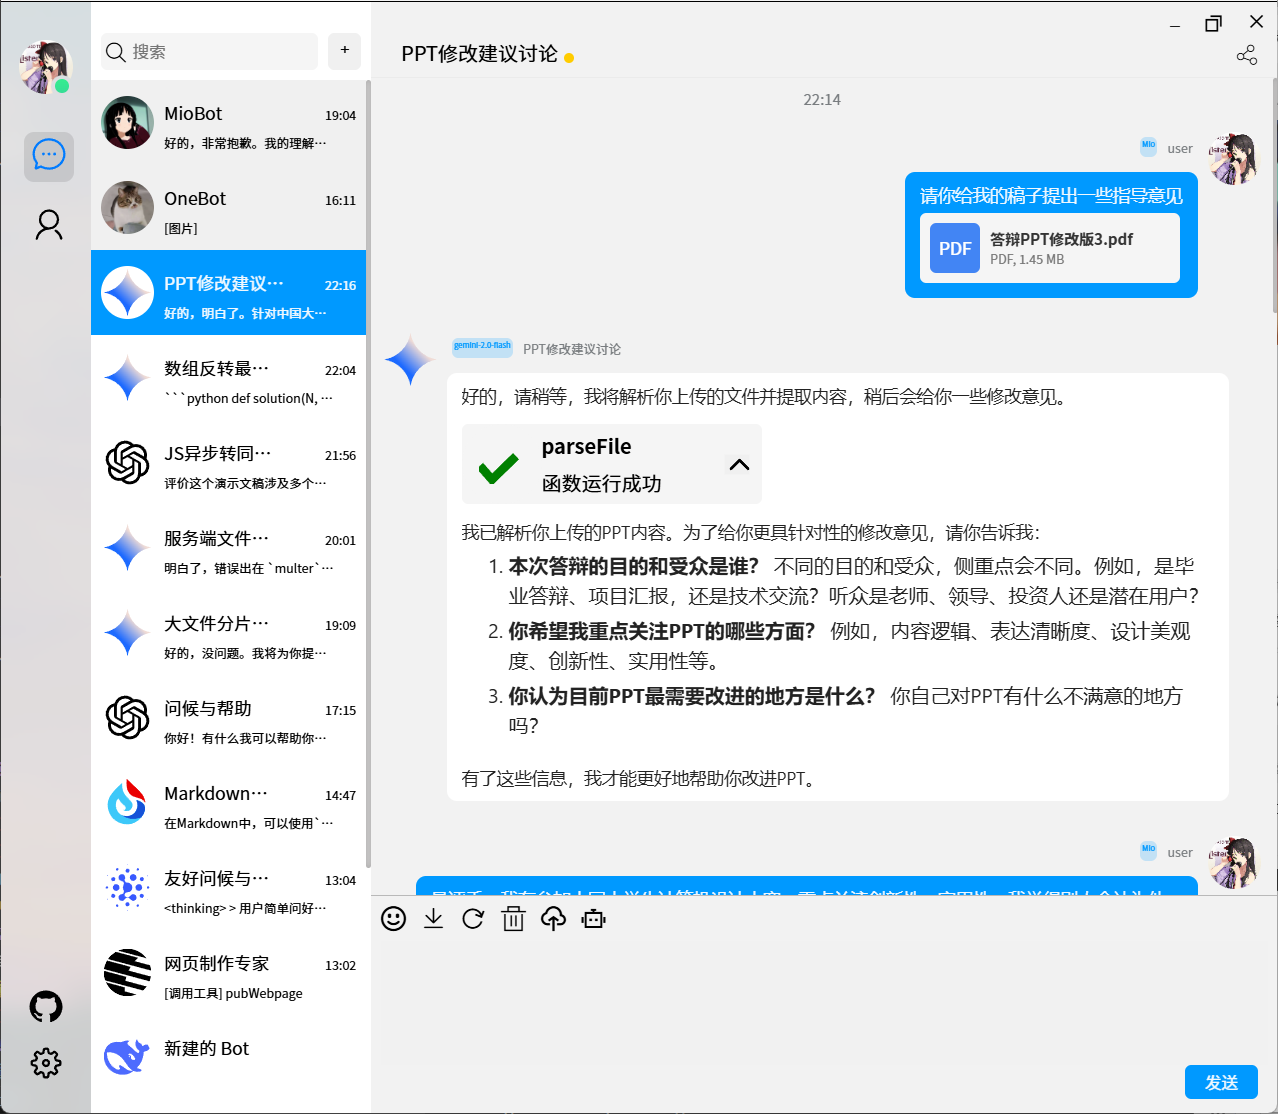 搜索
+
MioBot
19:04
好的，非常抱歉。我的理解…
OneBot
16:11
[图片]
PPT修改建议…
22:16
好的，明白了。针对中国大…
数组反转最…
22:04
```python def solution(N, …
JS异步转同…
21:56
评价这个演示文稿涉及多个…
服务端文件…
20:01
明白了，错误出在 `multer`…
大文件分片…
19:09
好的，没问题。我将为你提…
问候与帮助
17:15
你好！有什么我可以帮助你…
Markdown…
14:47
在Markdown中，可以使用`…
友好问候与…
13:04
<thinking> > 用户简单问好…
网页制作专家
13:02
[调用工具] pubWebpage
新建的 Bot
PPT修改建议讨论
22:14
Mio user
请你给我的稿子提出一些指导意见
PDF
答辩PPT修改版3.pdf
PDF, 1.45 MB
gemini-2.0-flash PPT修改建议讨论
好的，请稍等，我将解析你上传的文件并提取内容，稍后会给你一些修改意见。
parseFile
函数运行成功
我已解析你上传的PPT内容。为了给你更具针对性的修改意见，请你告诉我：
1. 本次答辩的目的和受众是谁？ 不同的目的和受众，侧重点会不同。例如，是毕
业答辩、项目汇报，还是技术交流？听众是老师、领导、投资人还是潜在用户？
2. 你希望我重点关注PPT的哪些方面？ 例如，内容逻辑、表达清晰度、设计美观
度、创新性、实用性等。
3. 你认为目前PPT最需要改进的地方是什么？ 你自己对PPT有什么不满意的地方
吗？
有了这些信息，我才能更好地帮助你改进PPT。
Mio user
发送